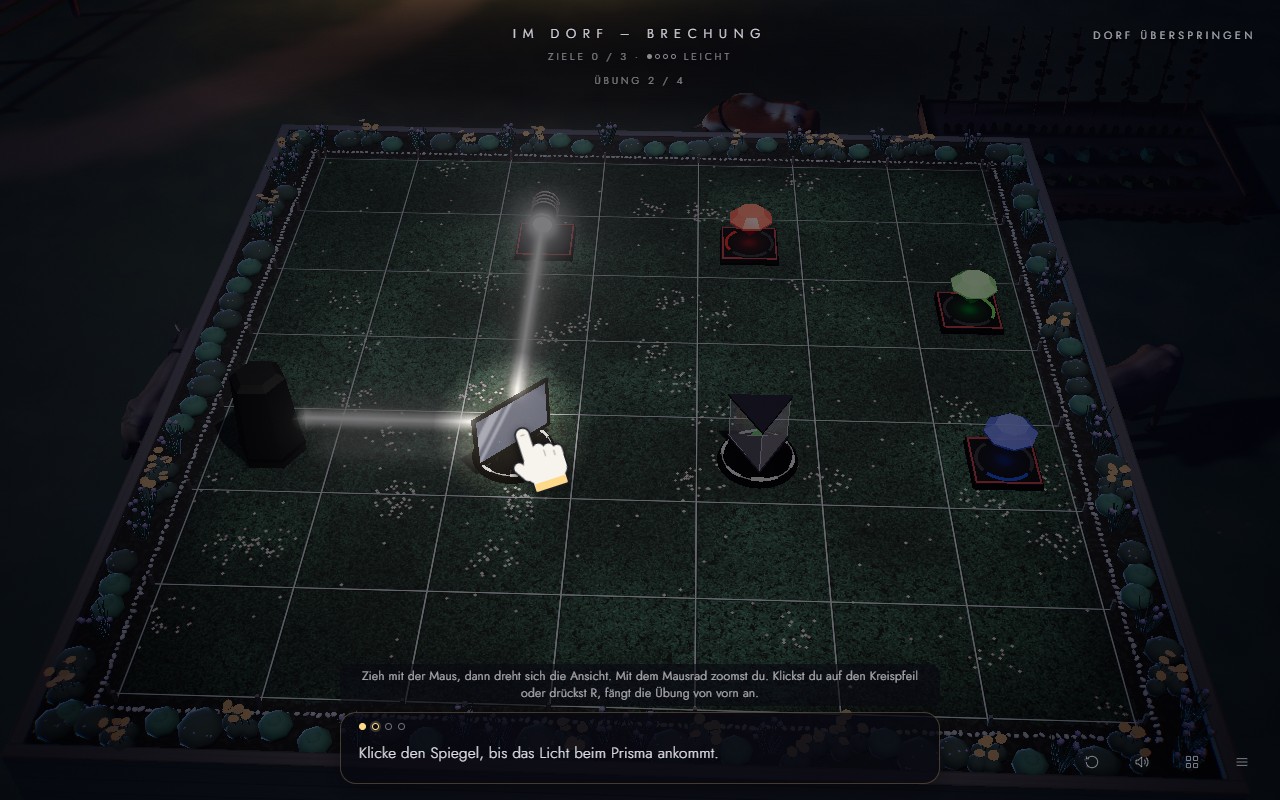 IM DORF – BRECHUNG
ZIELE 0 / 3 · LEICHT
ÜBUNG 2 / 4
DORF ÜBERSPRINGEN
Zieh mit der Maus, dann dreht sich die Ansicht. Mit dem Mausrad zoomst du. Klickst du auf den Kreispfeil
oder drückst R, fängt die Übung von vorn an.
Klicke den Spiegel, bis das Licht beim Prisma ankommt.